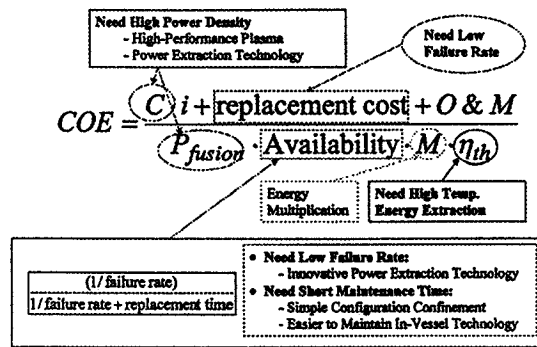 Need High Power Density
- High-Performance Plasma
- Power Extraction Technology
Need Low
Failure Rate
COE = C i + replacement cost + O & M
P fusion · Availability · M · η th
Energy
Multiplication
Need High Temp.
Energy Extraction
(1/ failure rate)
1/ failure rate + replacement time
• Need Low Failure Rate:
- Innovative Power Extraction Technology
• Need Short Maintenance Time:
- Simple Configuration Confinement
- Easier to Maintain In-Vessel Technology